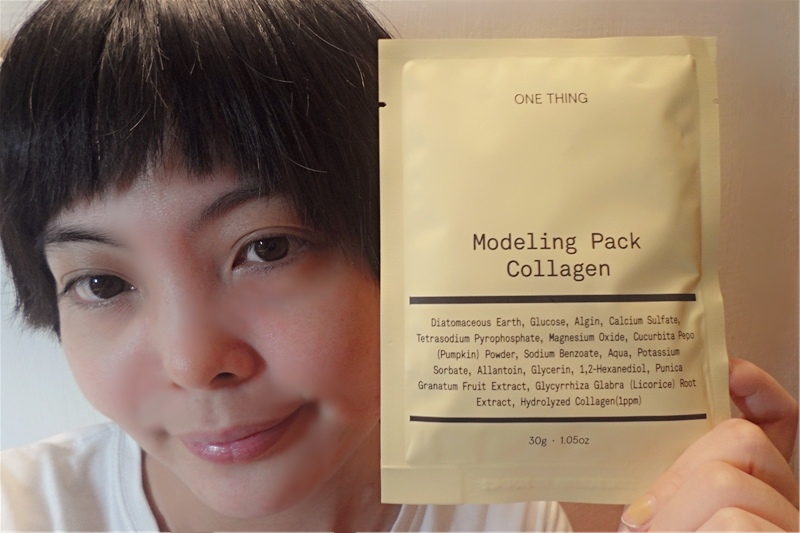 ONE THING
Modeling Pack
Collagen
Diatomaceous Earth, Glucose, Algin, Calcium Sulfate,
Tetrasodium Pyrophosphate, Magnesium Oxide, Cucurbita Pepo
(Pumpkin) Powder, Sodium Benzoate, Aqua, Potassium
Sorbate, Allantoin, Glycerin, 1,2-Hexanediol, Punica
Granatum Fruit Extract, Glycyrrhiza Glabra (Licorice) Root
Extract, Hydrolyzed Collagen(1ppm)
30g · 1.05oz